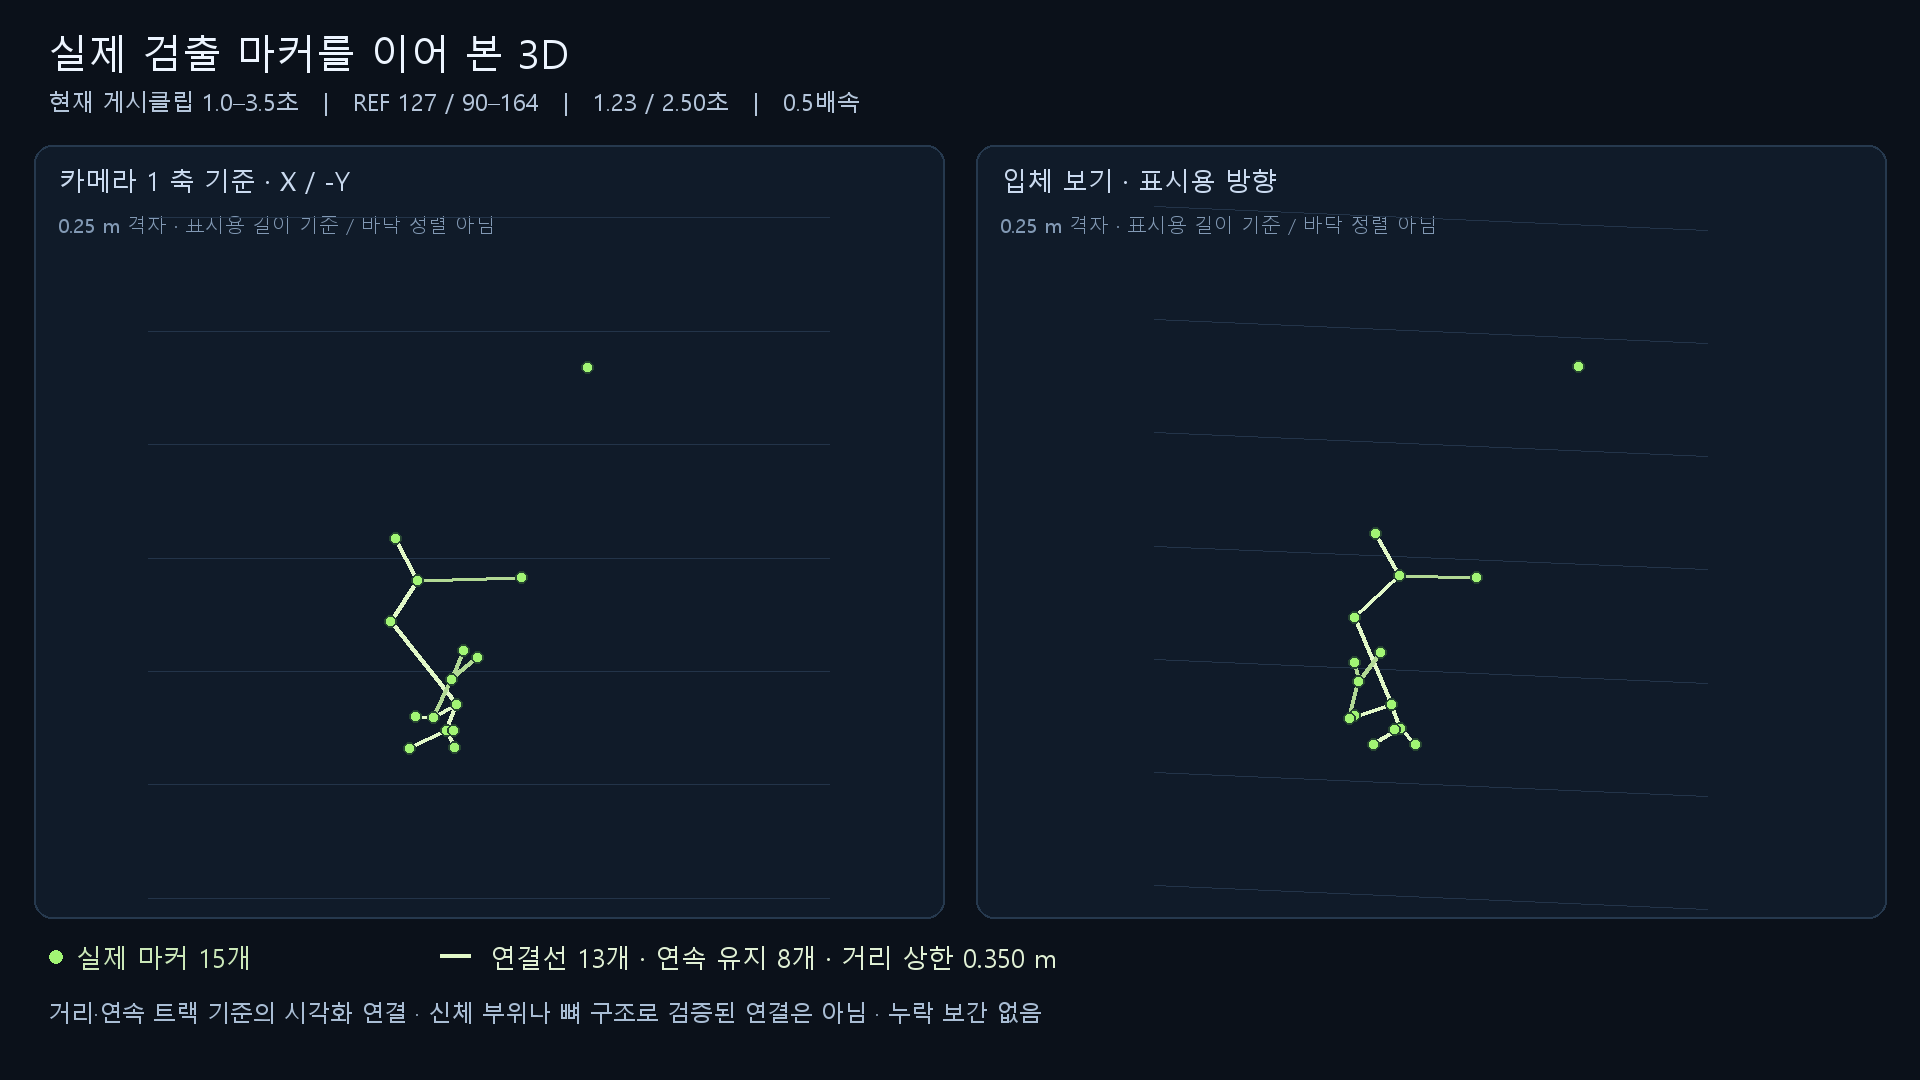 실제 검출 마커를 이어 본 3D
현재 게시클립 1.0–3.5초 | REF 127 / 90–164 | 1.23 / 2.50초 | 0.5배속
카메라 1 축 기준 · X / -Y
0.25 m 격자 · 표시용 길이 기준 / 바닥 정렬 아님
입체 보기 · 표시용 방향
0.25 m 격자 · 표시용 길이 기준 / 바닥 정렬 아님
실제 마커 15개
연결선 13개 · 연속 유지 8개 · 거리 상한 0.350 m
거리·연속 트랙 기준의 시각화 연결 · 신체 부위나 뼈 구조로 검증된 연결은 아님 · 누락 보간 없음